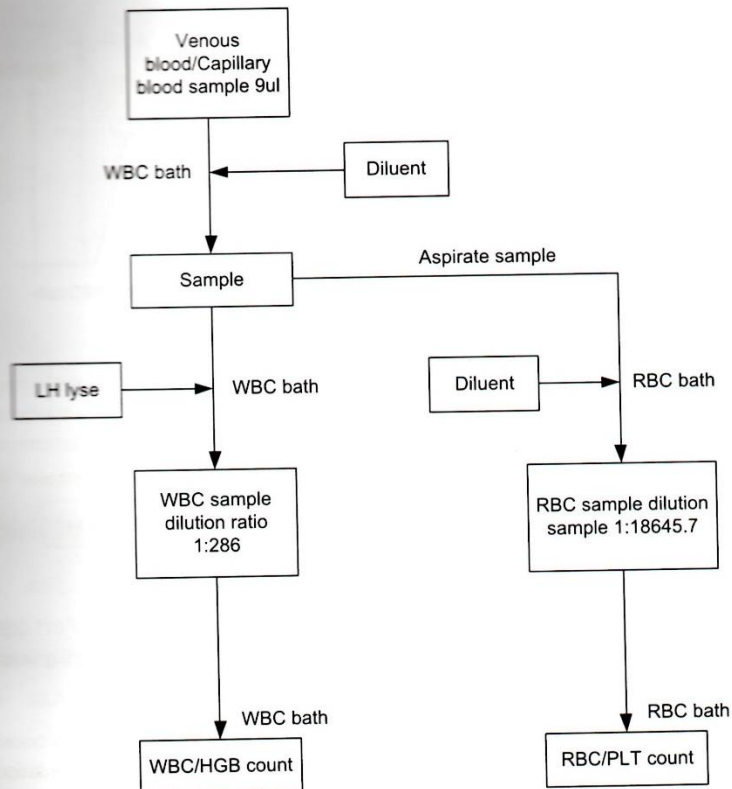 Venous
blood/Capillary
blood sample 9ul
WBC bath
Diluent
Sample
Aspirate sample
LH lyse
WBC bath
Diluent
RBC bath
WBC sample
dilution ratio
1:286
RBC sample dilution
sample 1:18645.7
WBC bath
RBC bath
WBC/HGB count
RBC/PLT count